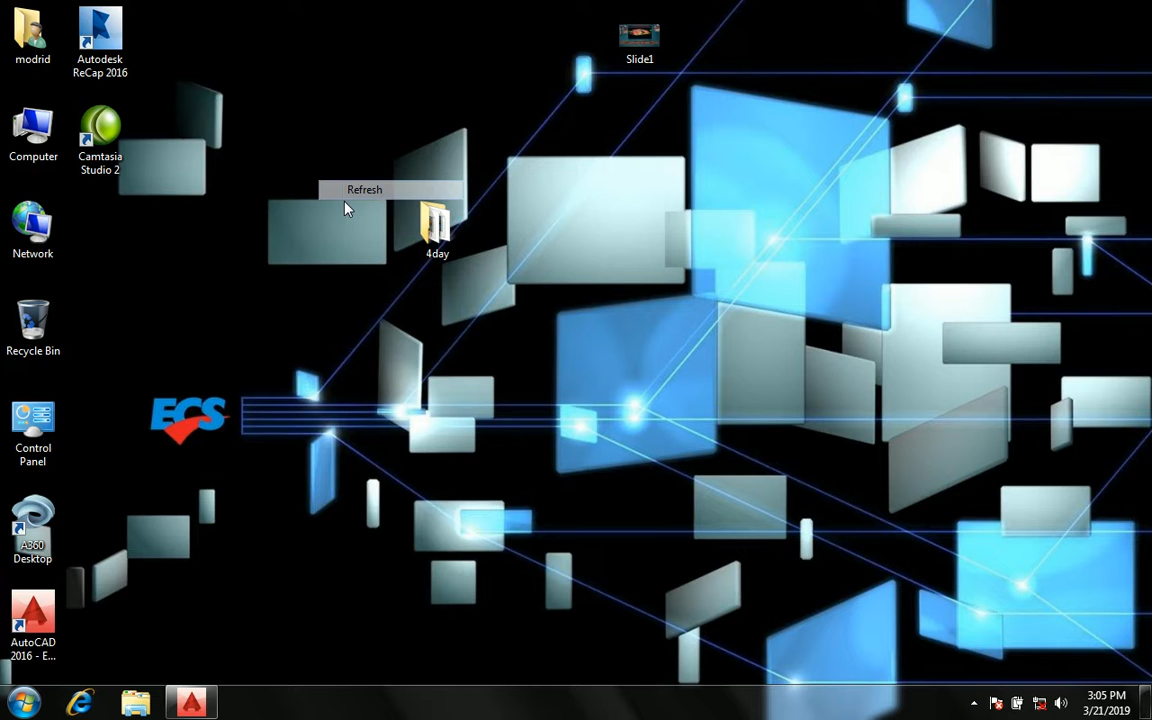 modrid
Autodesk
ReCap 2016
Slide1
Computer
Camtasia
Studio 2
Refresh
Network
4day
Recycle Bin
ECS
Control
Panel
A360
Desktop
AutoCAD
2016 - E...
3:05 PM
3/21/2019